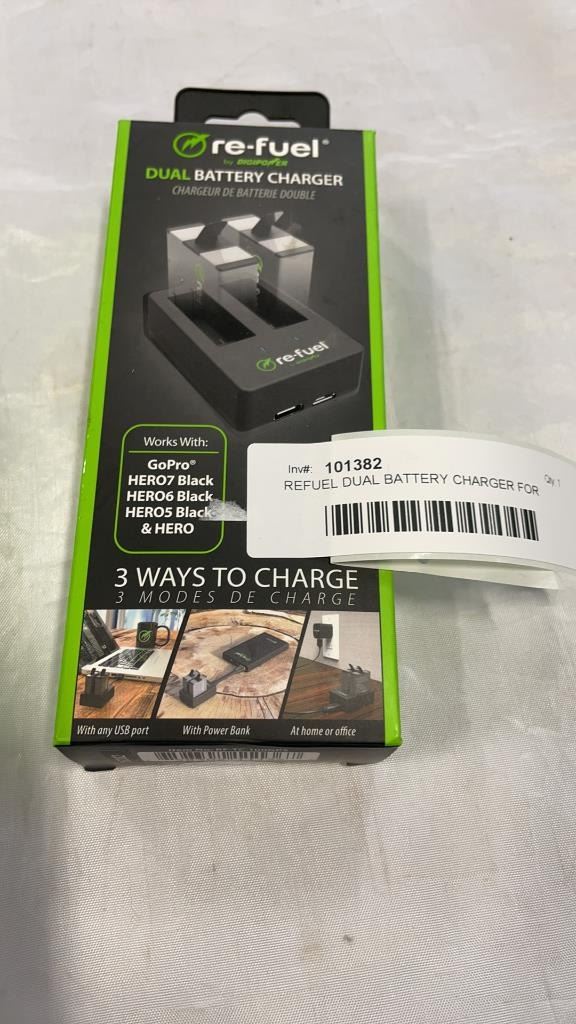 re-fuel®
by DIGIPOWER
DUAL BATTERY CHARGER
CHARGEUR DE BATTERIE DOUBLE
re-fuel
Works With:
GoPro®
HERO7 Black
HERO6 Black
HERO5 Black
& HERO
Inv#: 101382
REFUEL DUAL BATTERY CHARGER FOR
Qty: 1
3 WAYS TO CHARGE
3 MODES DE CHARGE
With any USB port
With Power Bank
At home or office